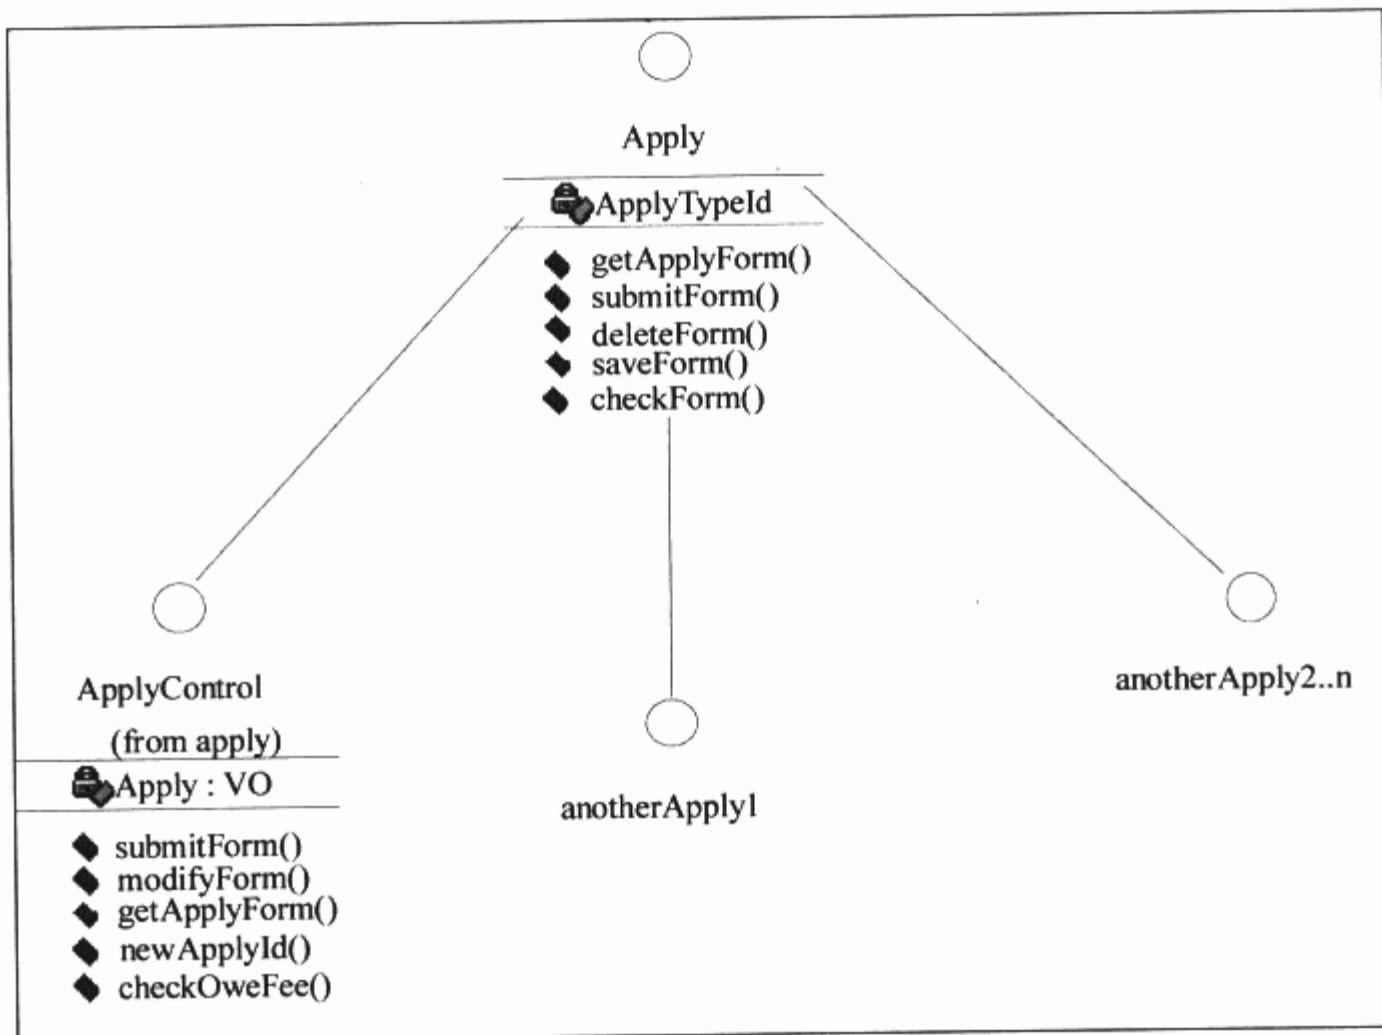 Apply
ApplyTypeId
getApplyForm()
submitForm()
deleteForm()
saveForm()
checkForm()
ApplyControl
(from apply)
Apply : VO
submitForm()
modifyForm()
getApplyForm()
newApplyId()
checkOweFee()
anotherApply1
anotherApply2..n